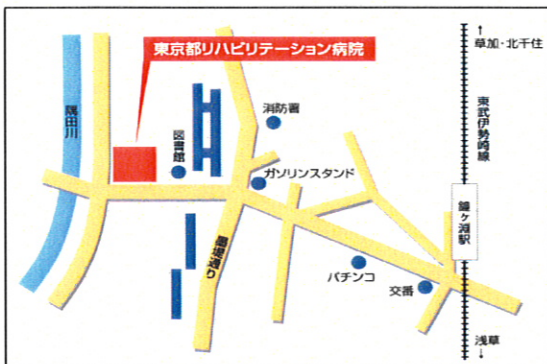 東京都リハビリテーション病院
↑
草加・北千住
東武伊勢崎線
隅田川
消防署
図書館
ガソリンスタンド
鐘ヶ淵駅
墨堤通り
パチンコ
交番
浅草
↓